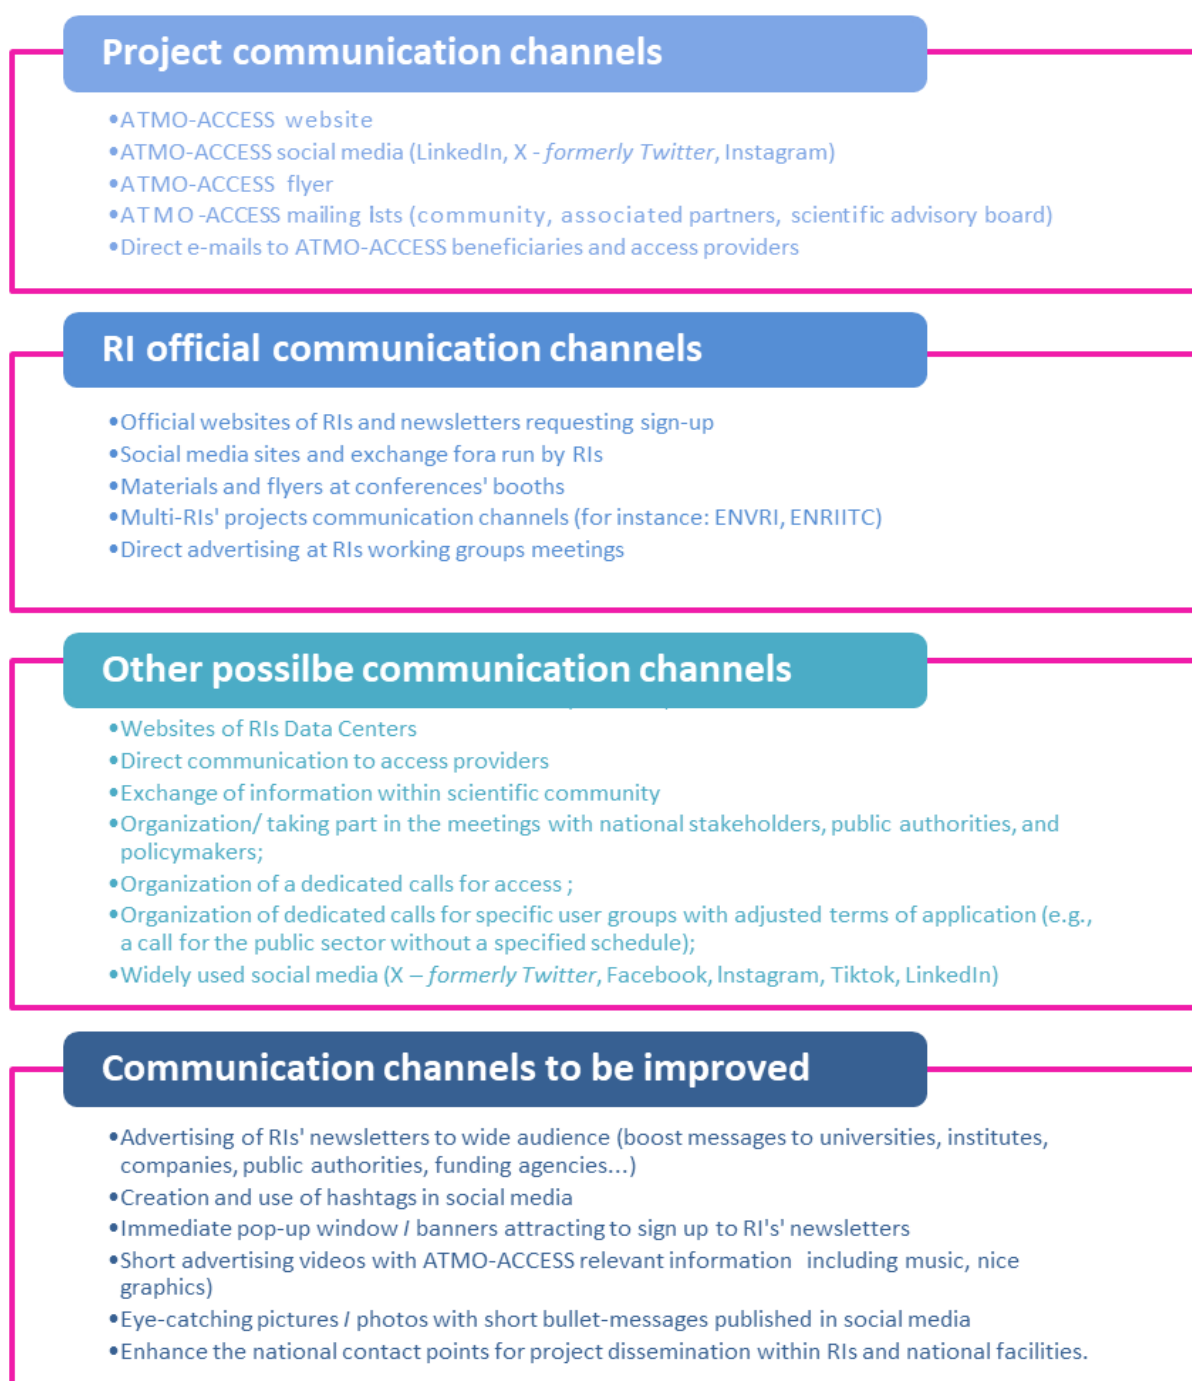 Project communication channels
•ATMO-ACCESS website
•ATMO-ACCESS social media (LinkedIn, X - formerly Twitter, Instagram)
•ATMO-ACCESS flyer
•ATMO-ACCESS mailing lsts (community, associated partners, scientific advisory board)
•Direct e-mails to ATMO-ACCESS beneficiaries and access providers
RI official communication channels
•Official websites of RIs and newsletters requesting sign-up
•Social media sites and exchange fora run by RIs
•Materials and flyers at conferences' booths
•Multi-RIs' projects communication channels (for instance: ENVRI, ENRIITC)
•Direct advertising at RIs working groups meetings
Other possilbe communication channels
•Websites of RIs Data Centers
•Direct communication to access providers
•Exchange of information within scientific community
•Organization/ taking part in the meetings with national stakeholders, public authorities, and
policymakers;
•Organization of a dedicated calls for access ;
•Organization of dedicated calls for specific user groups with adjusted terms of application (e.g.,
a call for the public sector without a specified schedule);
•Widely used social media (X – formerly Twitter, Facebook, Instagram, Tiktok, LinkedIn)
Communication channels to be improved
•Advertising of RIs' newsletters to wide audience (boost messages to universities, institutes,
companies, public authorities, funding agencies...)
•Creation and use of hashtags in social media
•Immediate pop-up window / banners attracting to sign up to RI's' newsletters
•Short advertising videos with ATMO-ACCESS relevant information including music, nice
graphics)
•Eye-catching pictures / photos with short bullet-messages published in social media
•Enhance the national contact points for project dissemination within RIs and national facilities.